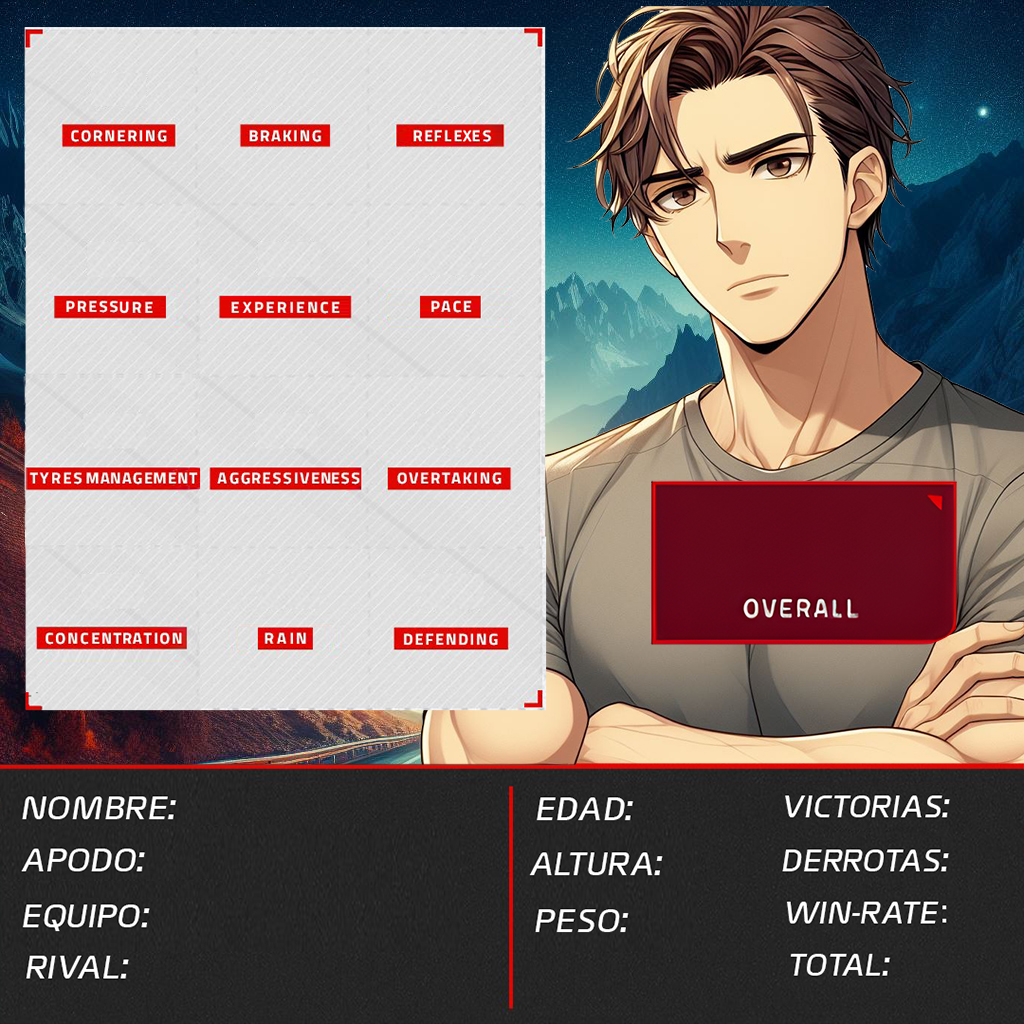 CORNERING BRAKING REFLEXES
PRESSURE EXPERIENCE PACE
TYRES MANAGEMENT AGGRESSIVENESS OVERTAKING
CONCENTRATION RAIN DEFENDING
OVERALL
NOMBRE:
APODO:
EQUIPO:
RIVAL:
EDAD:
ALTURA:
PESO:
VICTORIAS:
DERROTAS:
WIN-RATE:
TOTAL: